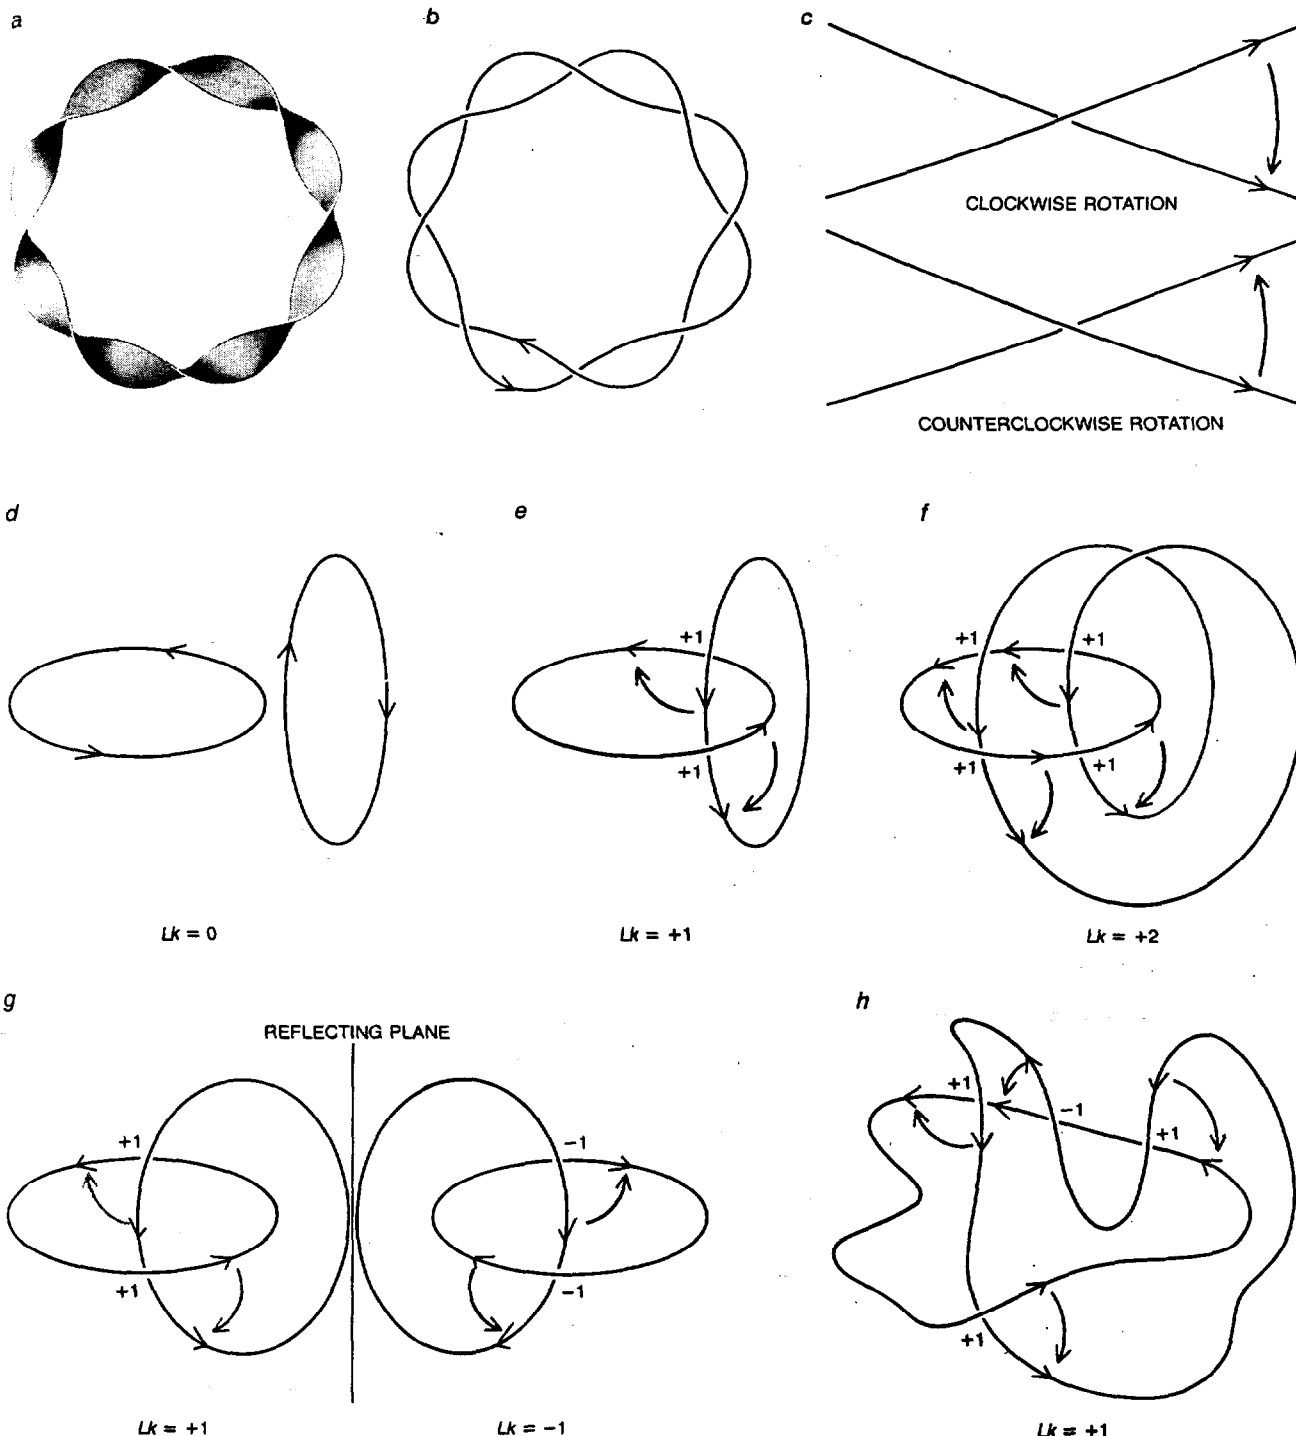 a
b
c
CLOCKWISE ROTATION
COUNTERCLOCKWISE ROTATION
d
e
f
+1
+1
+1
+1
+1
+1
Lk = 0
Lk = +1
Lk = +2
g
h
REFLECTING PLANE
+1
-1
+1
-1
+1
-1
+1
+1
Lk = +1
Lk = -1
Lk = +1